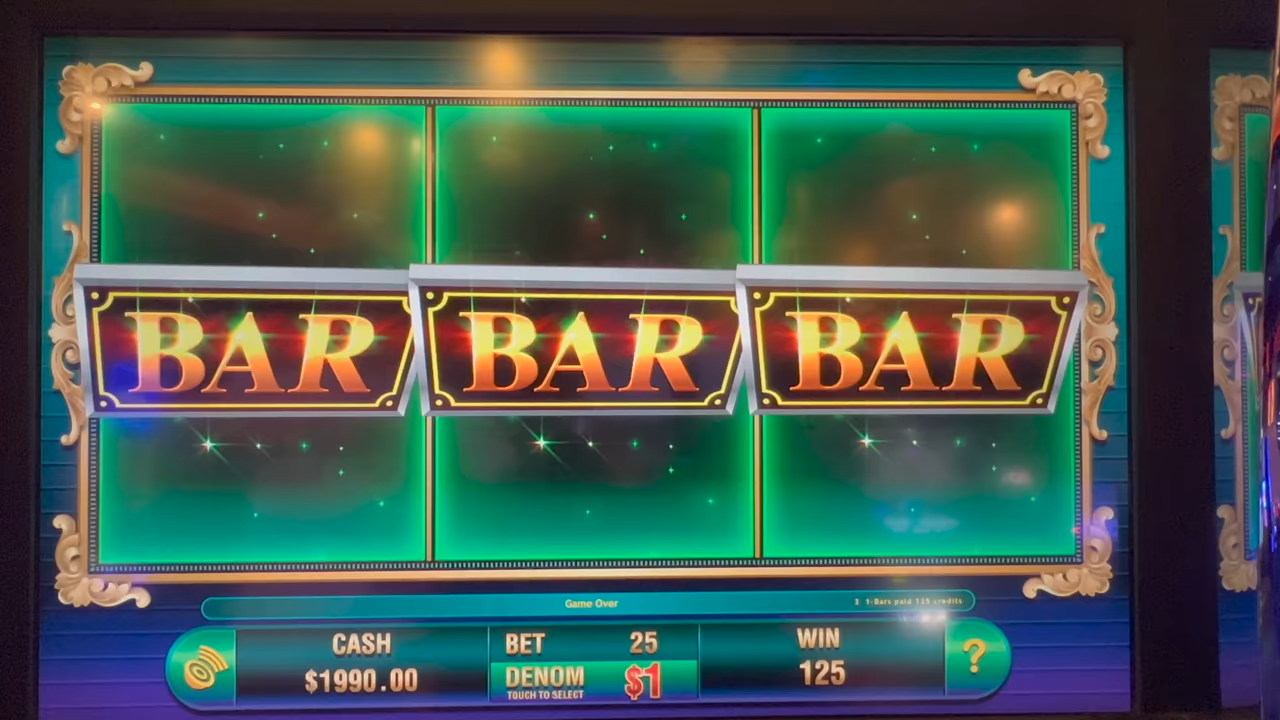 BAR BAR BAR
Game Over
3 1-Bars paid 125 credits
CASH
$1990.00
BET 25
DENOM $1
TOUCH TO SELECT
WIN
125
?